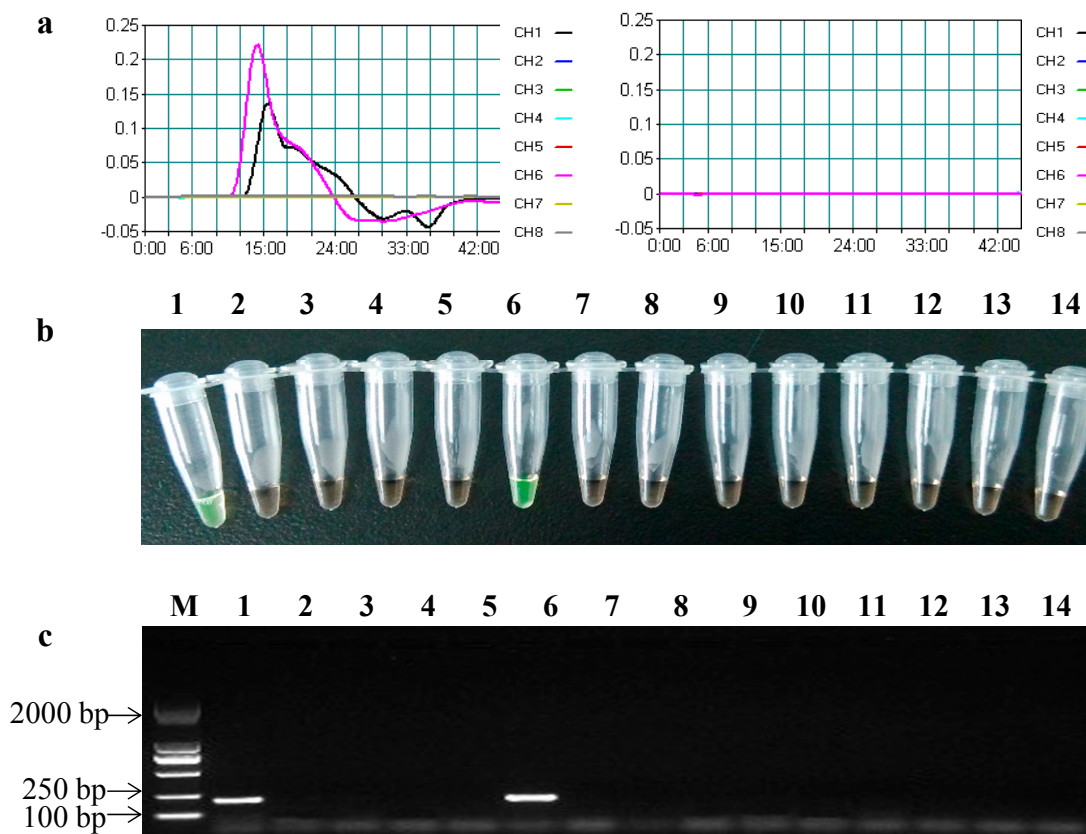 a
0.25
0.2
0.15
0.1
0.05
0
-0.05
0:00 6:00 15:00 24:00 33:00 42:00
CH1
CH2
CH3
CH4
CH5
CH6
CH7
CH8
0.25
0.2
0.15
0.1
0.05
0
-0.05
0:00 6:00 15:00 24:00 33:00 42:00
CH1
CH2
CH3
CH4
CH5
CH6
CH7
CH8
1 2 3 4 5 6 7 8 9 10 11 12 13 14
b
M 1 2 3 4 5 6 7 8 9 10 11 12 13 14
c
2000 bp
250 bp
100 bp